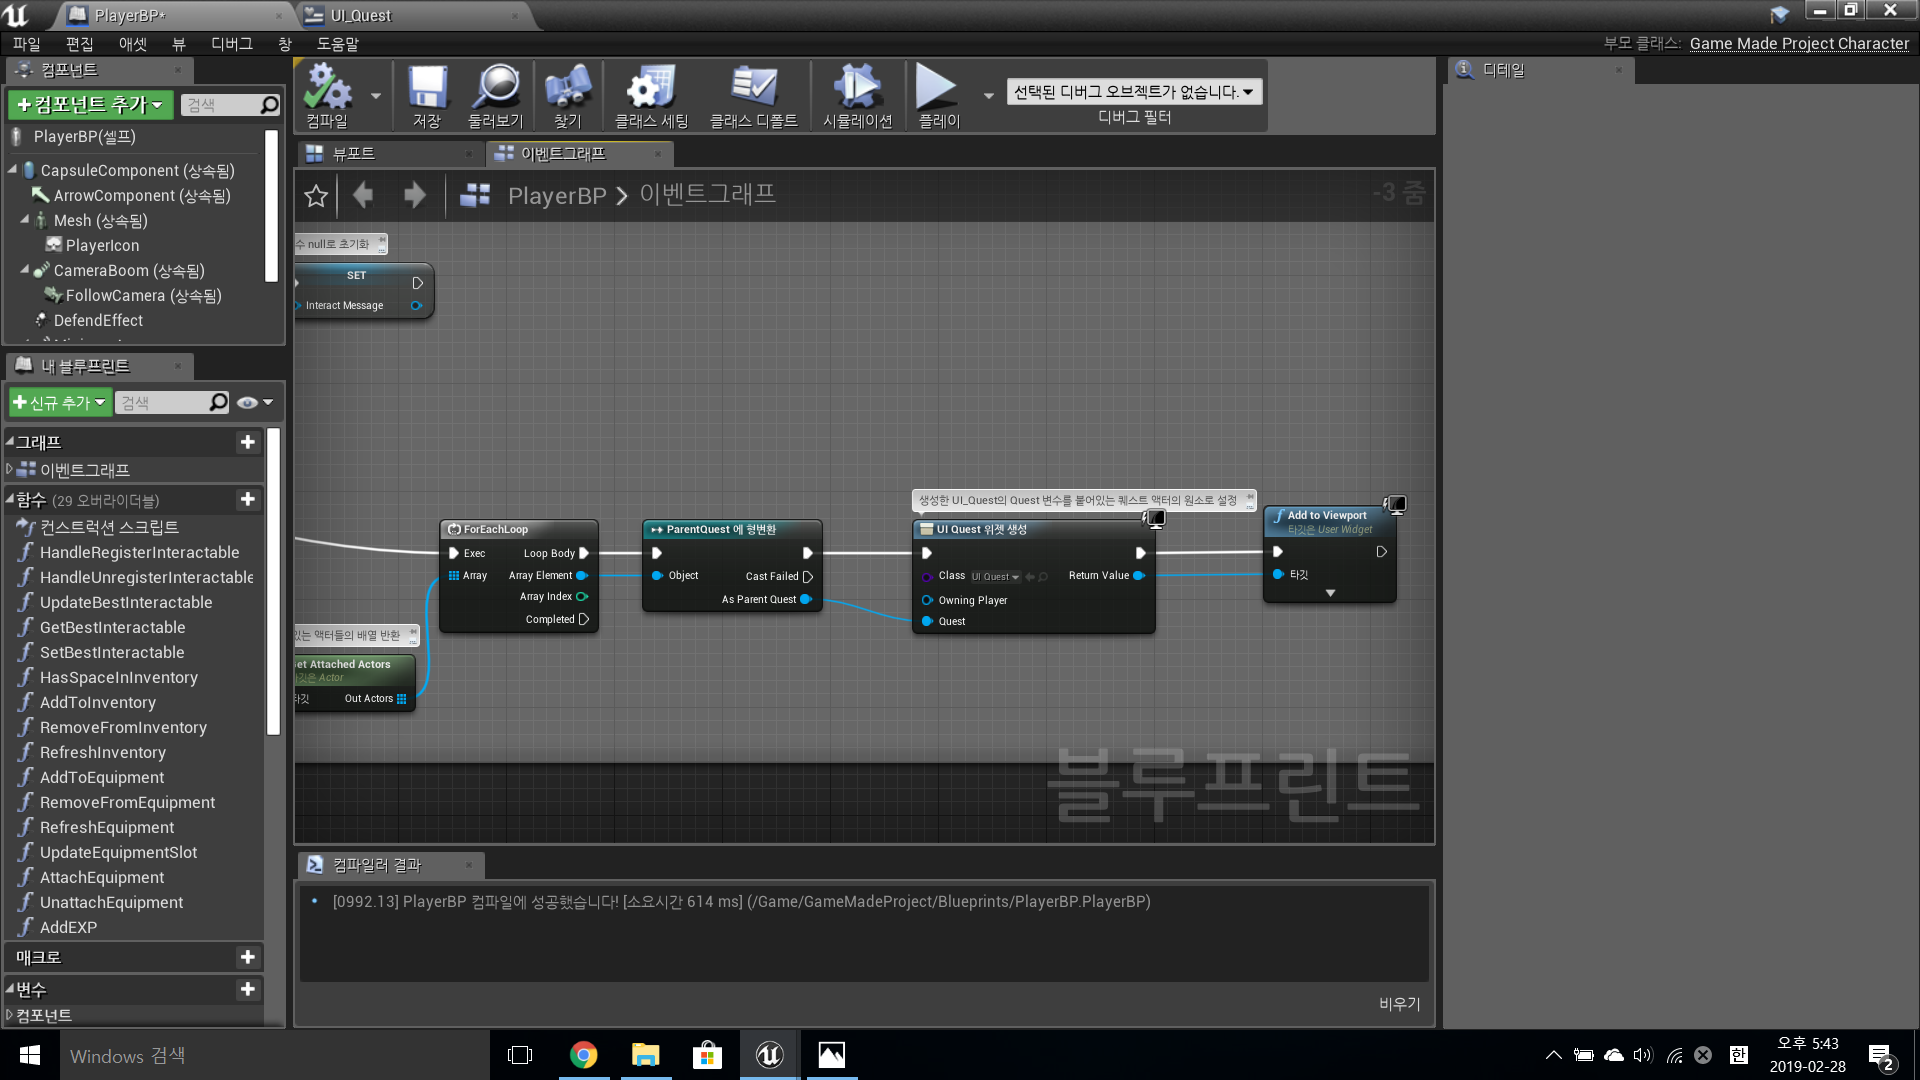 PlayerBP*
UI_Quest
파일 편집 애셋 뷰 디버그 창 도움말
부모 클래스: Game Made Project Character
컴포넌트
+컴포넌트 추가
검색
PlayerBP(셀프)
CapsuleComponent (상속됨)
ArrowComponent (상속됨)
Mesh (상속됨)
PlayerIcon
CameraBoom (상속됨)
FollowCamera (상속됨)
DefendEffect
내 블루프린트
+신규 추가
검색
그래프
이벤트그래프
함수 (29 오버라이더블)
컨스트럭션 스크립트
HandleRegisterInteractable
HandleUnregisterInteractable
UpdateBestInteractable
GetBestInteractable
SetBestInteractable
HasSpaceInInventory
AddToInventory
RemoveFromInventory
RefreshInventory
AddToEquipment
RemoveFromEquipment
RefreshEquipment
UpdateEquipmentSlot
AttachEquipment
UnattachEquipment
AddEXP
매크로
변수
컴포넌트
컴파일
저장
둘러보기
찾기
클래스 세팅
클래스 디폴트
시뮬레이션
플레이
선택된 디버그 오브젝트가 없습니다.
디버그 필터
뷰포트
이벤트그래프
PlayerBP > 이벤트그래프
-3 줌
수 null로 초기화
SET
Interact Message
있는 액터들의 배열 반환
Get Attached Actors
타깃은 Actor
타깃
Out Actors
ForEachLoop
Exec
Loop Body
Array
Array Element
Array Index
Completed
ParentQuest 에 형변환
Object
Cast Failed
As Parent Quest
생성한 UI_Quest의 Quest 변수를 붙어있는 퀘스트 액터의 원소로 설정
UI Quest 위젯 생성
Class
UI Quest
Return Value
Owning Player
Quest
Add to Viewport
타깃은 User Widget
타깃
블루프린트
컴파일러 결과
[0992.13] PlayerBP 컴파일에 성공했습니다! [소요시간 614 ms] (/Game/GameMadeProject/Blueprints/PlayerBP.PlayerBP)
비우기
디테일
Windows 검색
한
오후 5:43
2019-02-28
2